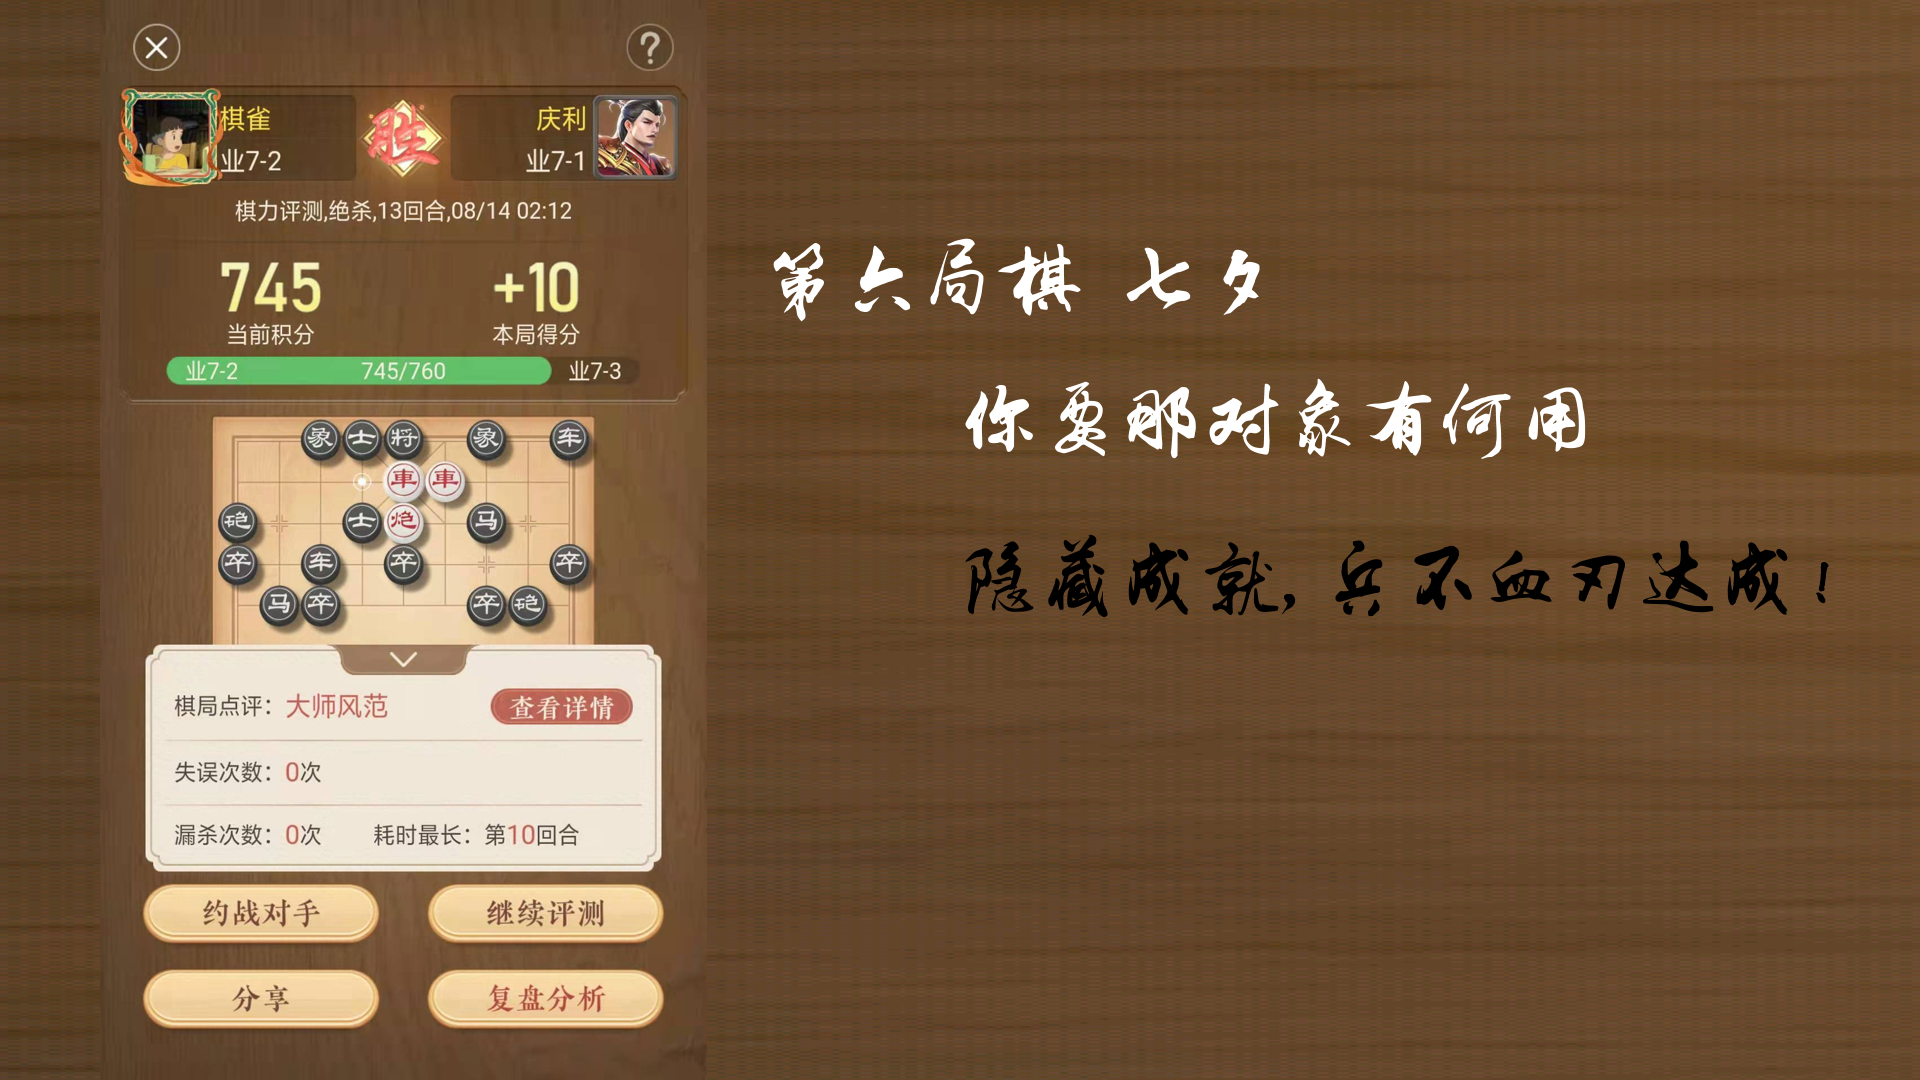 棋雀
业7-2
胜
庆利
业7-1
棋力评测,绝杀,13回合,08/14 02:12
745
当前积分
+10
本局得分
业7-2 745/760 业7-3
象 士 将 象 车
車 車
砲 士 炮 马
卒 车 卒 卒
马 卒 卒 砲
棋局点评：大师风范 查看详情
失误次数：0次
漏杀次数：0次 耗时最长：第10回合
约战对手 继续评测
分享 复盘分析
第六局棋 七夕
你要那对象有何用
隐藏成就,兵不血刃达成!